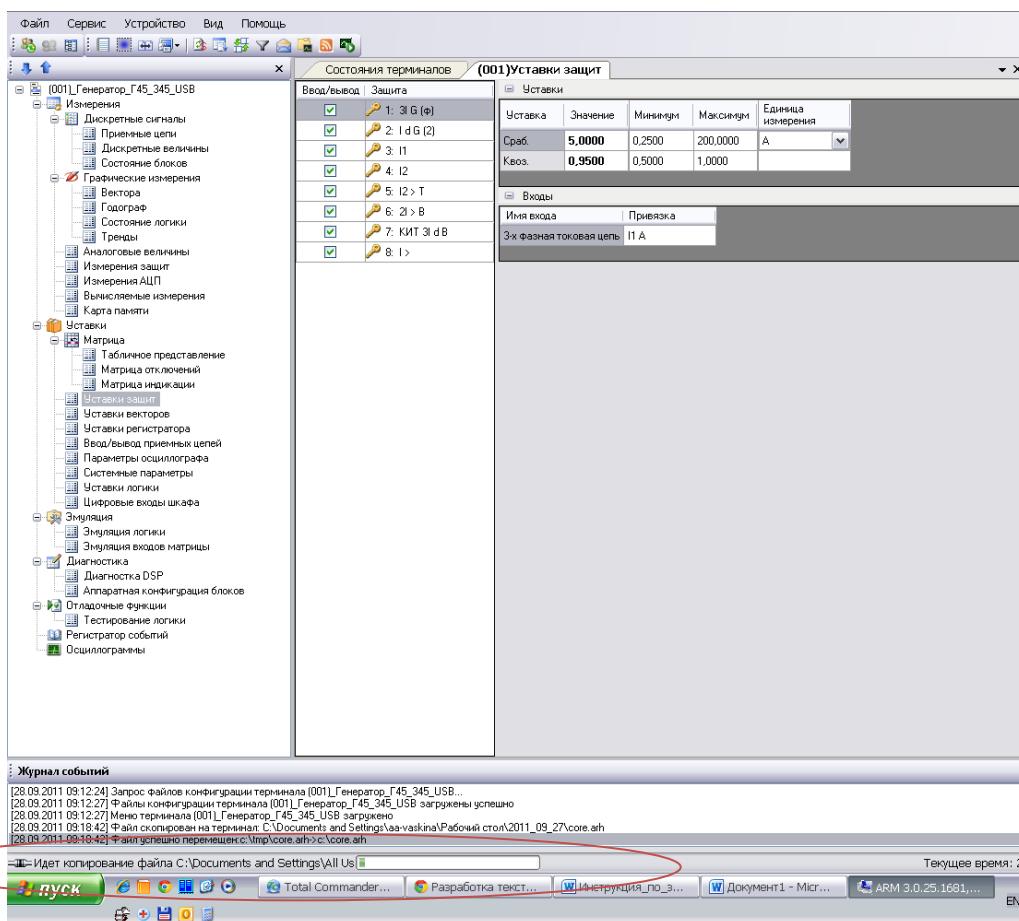 Файл Сервис Устройство Вид Помощь
Состояния терминалов (001)Уставки защит
(001)_Генератор_Г45_345_USB
Измерения
Дискретные сигналы
Приемные цепи
Дискретные величины
Состояние блоков
Графические измерения
Вектора
Годограф
Состояние логики
Тренды
Аналоговые величины
Измерения защит
Измерения АЦП
Вычисляемые измерения
Карта памяти
Уставки
Матрица
Табличное представление
Матрица отключений
Матрица индикации
Уставки защит
Уставки векторов
Уставки регистратора
Ввод/вывод приемных цепей
Параметры осциллографа
Системные параметры
Уставки логики
Цифровые входы шкафа
Эмуляция
Эмуляция логики
Эмуляция входов матрицы
Диагностика
Диагностка DSP
Аппаратная конфигурация блоков
Отладочные функции
Тестирование логики
Регистратор событий
Осциллограммы
Ввод/вывод Защита
1: 3I G (ф)
2: I d G (2)
3: I1
4: I2
5: I2 > T
6: 2I > B
7: КИТ 3I d B
8: I >
Уставки
Уставка Значение Минимум Максимум Единица измерения
Сраб. 5,0000 0,2500 200,0000 А
Квоз. 0,9500 0,5000 1,0000
Входы
Имя входа Привязка
3-х фазная токовая цепь I1 A
Журнал событий
[28.09.2011 09:12:24] Запрос файлов конфигурации терминала (001)_Генератор_Г45_345_USB...
[28.09.2011 09:12:27] Файлы конфигурации терминала (001)_Генератор_Г45_345_USB загружены успешно
[28.09.2011 09:12:27] Меню терминала (001)_Генератор_Г45_345_USB загружено
[28.09.2011 09:18:42] Файл скопирован на терминал: C:\Documents and Settings\aa-vaskina\Рабочий стол\2011_09_27\core.arh
[28.09.2011 09:18:42] Файл успешно перемещен:c:\tmp\core.arh->c:\core.arh
Идет копирование файла C:\Documents and Settings\All Us
Текущее время: 2
пуск Total Commander... Разработка текст... Инструкция_по_э... Документ1 - Micr... ARM 3.0.25.1681,...
EN